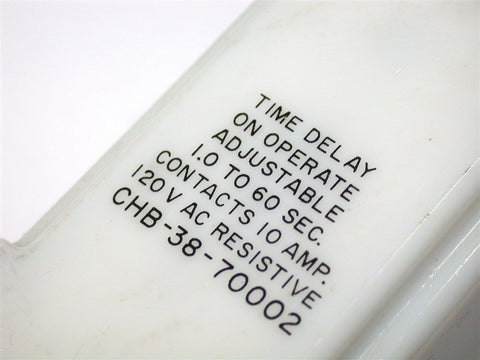 TIME DELAY
ON OPERATE
ADJUSTABLE
1.0 TO 60 SEC.
CONTACTS 10 AMP.
120 V AC RESISTIVE
CHB-38-70002